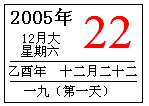 2005年
12月大
星期六
22
乙酉年 十二月二十二
一九（第一天）